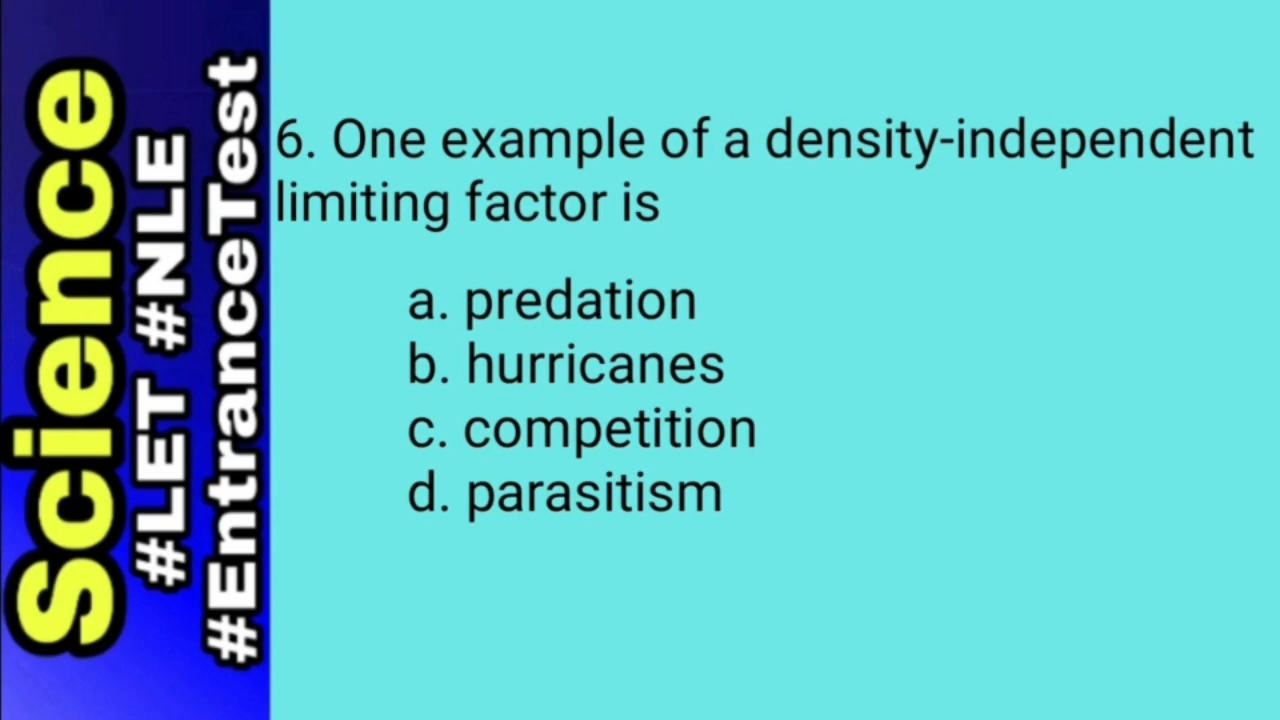 Science
#LET #NLE
#EntranceTest
6. One example of a density-independent
limiting factor is
a. predation
b. hurricanes
c. competition
d. parasitism